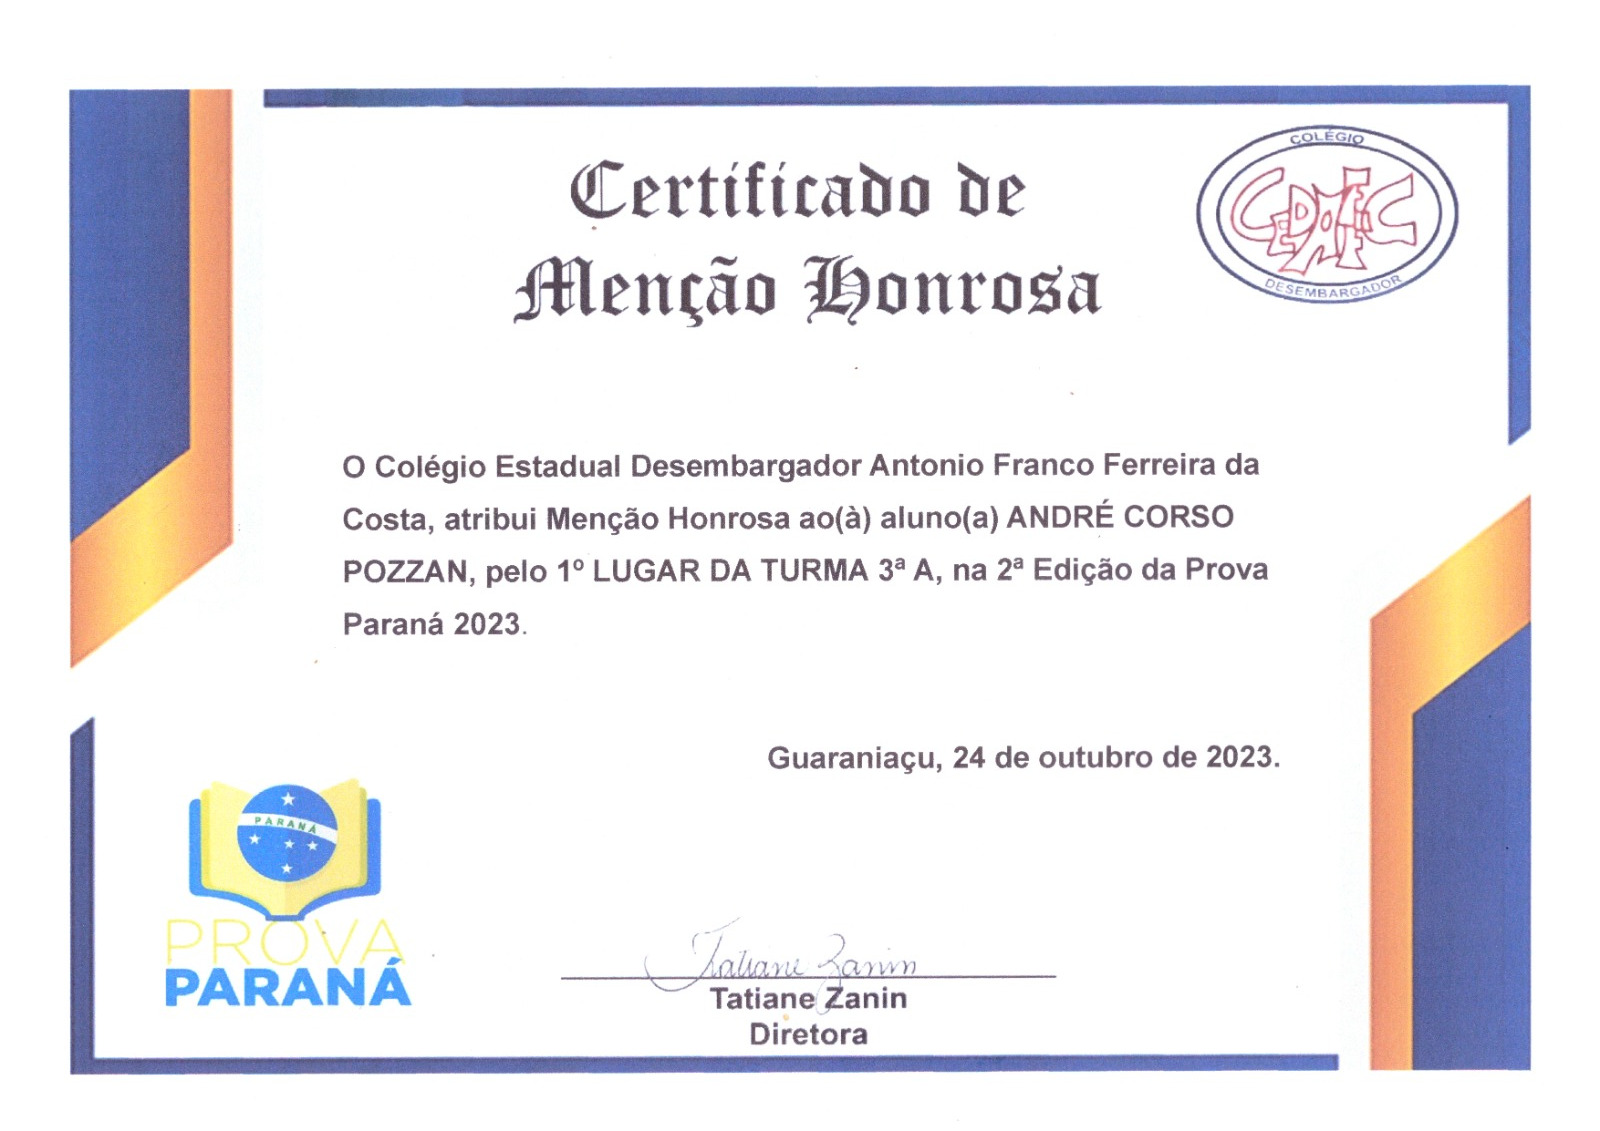 Certificado de
Menção Honrosa
COLÉGIO
DESEMBARGADOR
O Colégio Estadual Desembargador Antonio Franco Ferreira da
Costa, atribui Menção Honrosa ao(à) aluno(a) ANDRÉ CORSO
POZZAN, pelo 1º LUGAR DA TURMA 3ª A, na 2ª Edição da Prova
Paraná 2023.
Guaraniaçu, 24 de outubro de 2023.
PARANÁ
PROVA
PARANÁ
Tatiane Zanin
Tatiane Zanin
Diretora